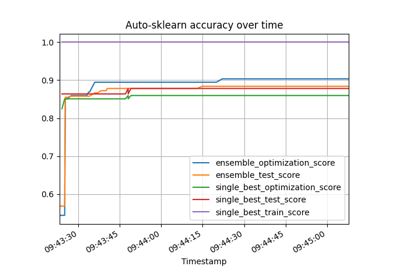 Auto-sklearn accuracy over time
1.0
0.9
0.8
0.7
0.6
ensemble_optimization_score
ensemble_test_score
single_best_optimization_score
single_best_test_score
single_best_train_score
09:43:30 09:43:45 09:44:00 09:44:15 09:44:30 09:44:45 09:45:00
Timestamp